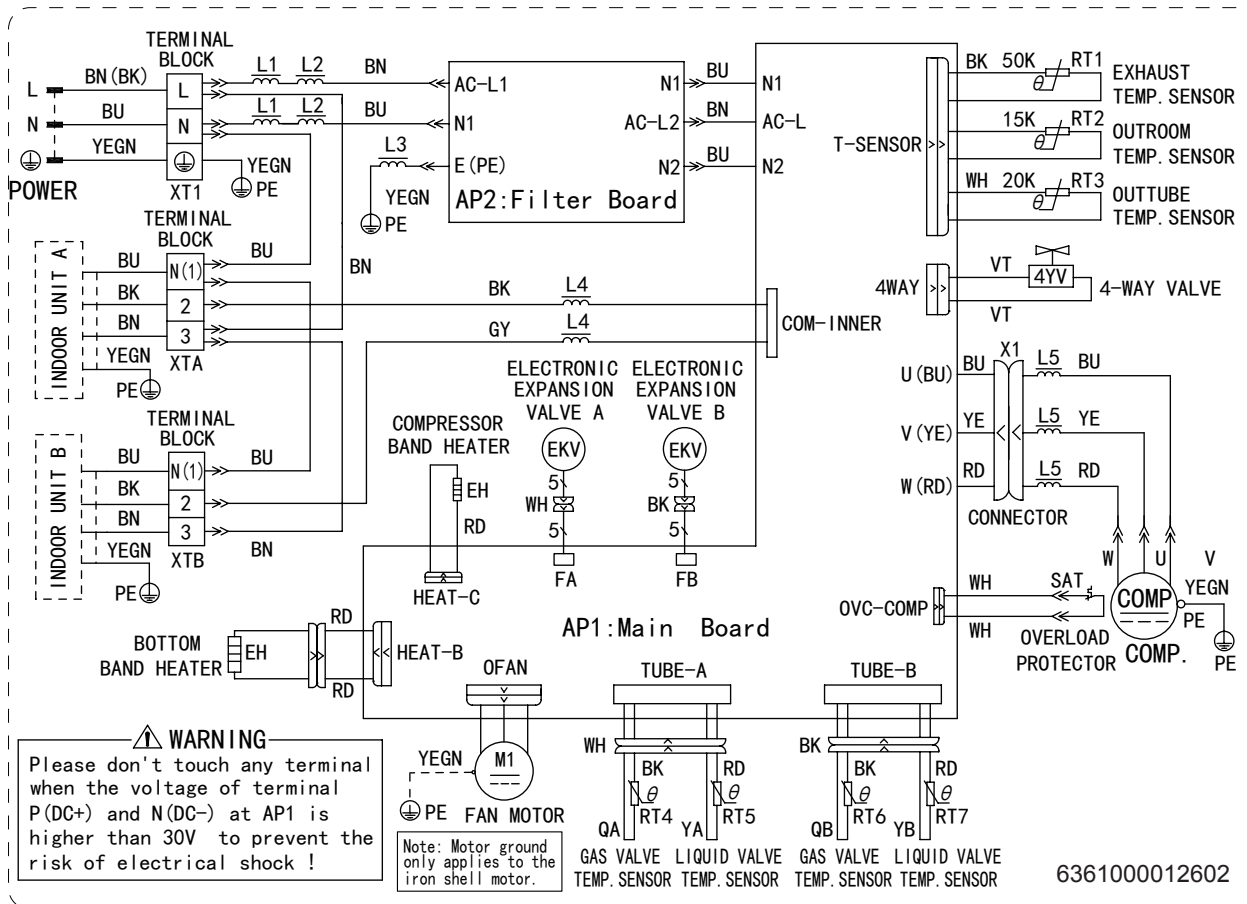 TERMINAL
BLOCK
L1 L2 BN
BN(BK)
L L
AC-L1
N1 BU N1
BU
N N
L1 L2 BU
N1
AC-L2 BN AC-L
YEGN
YEGN
PE
L3
E(PE)
N2 BU N2
POWER
XT1
YEGN
PE
AP2:Filter Board
T-SENSOR
BK 50K RT1
θ
EXHAUST
TEMP. SENSOR
15K RT2
θ
OUTROOM
TEMP. SENSOR
WH 20K RT3
θ
OUTTUBE
TEMP. SENSOR
TERMINAL
BLOCK
INDOOR UNIT A
BU N(1) BU
BN
BK 2
BN 3
YEGN
XTA
PE
BK L4
GY L4
COM-INNER
4WAY
VT
4YV
4-WAY VALVE
VT
TERMINAL
BLOCK
INDOOR UNIT B
BU N(1) BU
BK 2
BN 3
YEGN
XTB
BN
PE
COMPRESSOR
BAND HEATER
EH
RD
HEAT-C
ELECTRONIC
EXPANSION
VALVE A
EKV
5
WH
5
FA
ELECTRONIC
EXPANSION
VALVE B
EKV
5
BK
5
FB
X1
U(BU) BU L5 BU
V(YE) YE L5 YE
W(RD) RD L5 RD
CONNECTOR
W U V
YEGN
COMP
PE
PE
COMP.
OVC-COMP
WH SAT
WH
OVERLOAD
PROTECTOR
AP1:Main Board
BOTTOM
BAND HEATER
EH
RD
RD
HEAT-B
OFAN
M1
YEGN
PE
FAN MOTOR
TUBE-A
WH
BK RD
θ θ
RT4 RT5
QA YA
GAS VALVE
TEMP. SENSOR
LIQUID VALVE
TEMP. SENSOR
TUBE-B
BK
BK RD
θ θ
RT6 RT7
QB YB
GAS VALVE
TEMP. SENSOR
LIQUID VALVE
TEMP. SENSOR
WARNING
Please don't touch any terminal
when the voltage of terminal
P(DC+) and N(DC-) at AP1 is
higher than 30V to prevent the
risk of electrical shock !
Note: Motor ground
only applies to the
iron shell motor.
6361000012602